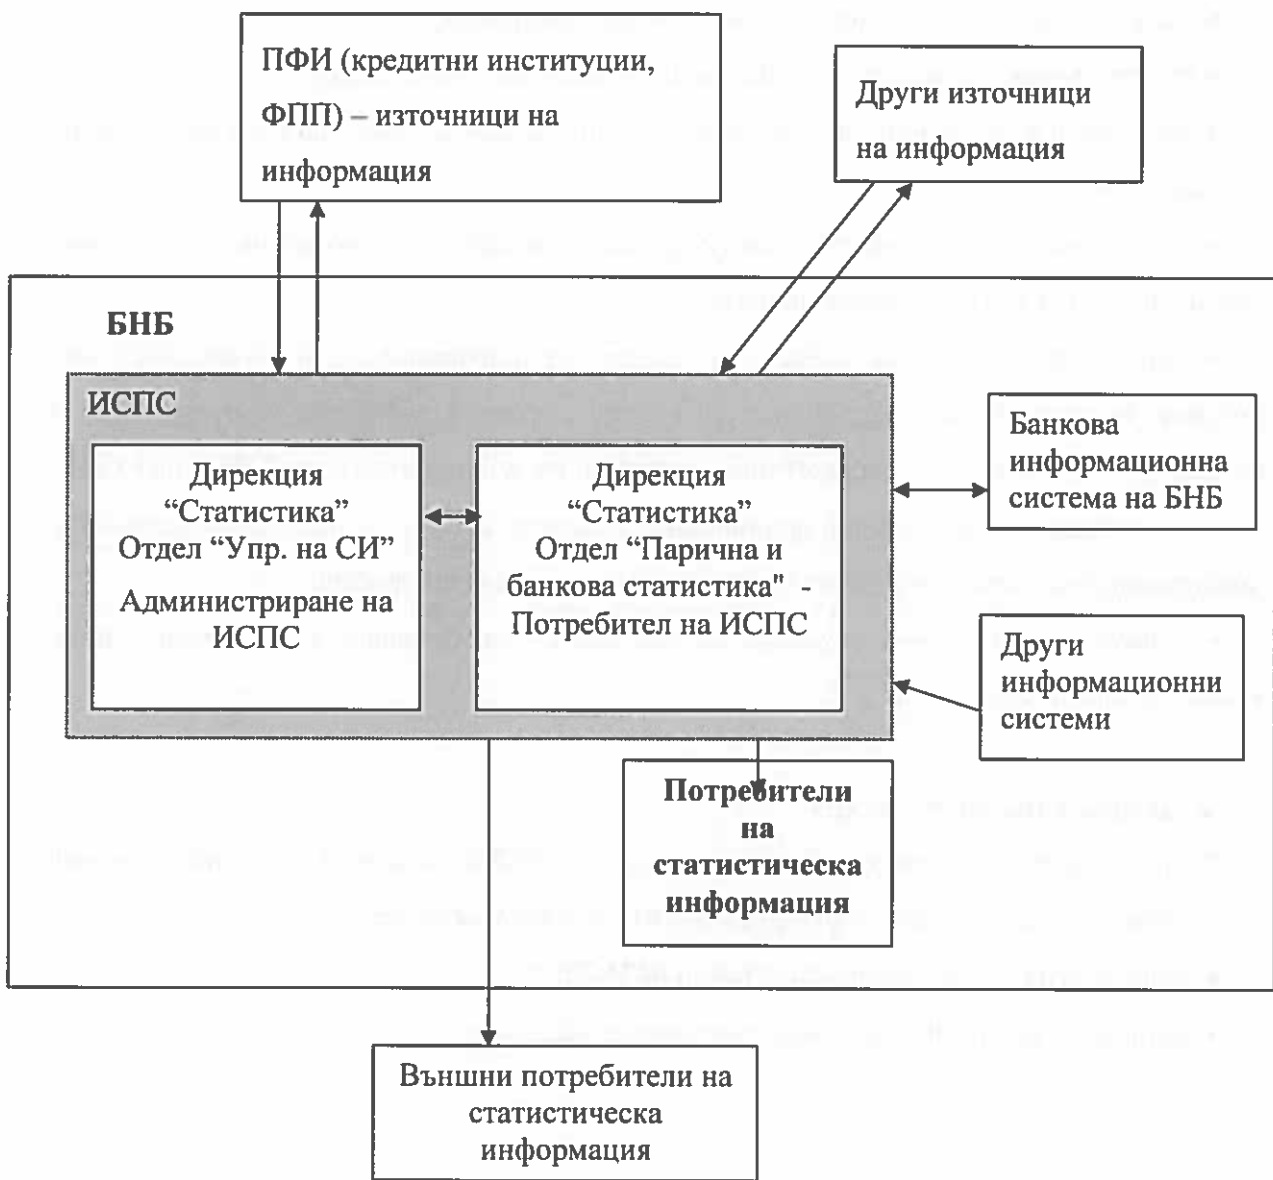 ПФИ (кредитни институции,
ФПП) – източници на
информация
Други източници
на информация
БНБ
ИСПС
Дирекция
“Статистика”
Отдел “Упр. на СИ”
Администриране на
ИСПС
Дирекция
“Статистика”
Отдел “Парична и
банкова статистика" -
Потребител на ИСПС
Банкова
информационна
система на БНБ
Други
информационни
системи
Потребители
на
статистическа
информация
Външни потребители на
статистическа
информация